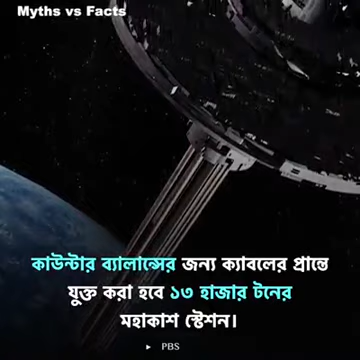 Myths vs Facts
কাউন্টার ব্যালান্সের জন্য ক্যাবলের প্রান্তে
যুক্ত করা হবে ১৩ হাজার টনের
মহাকাশ স্টেশন।
▸ PBS